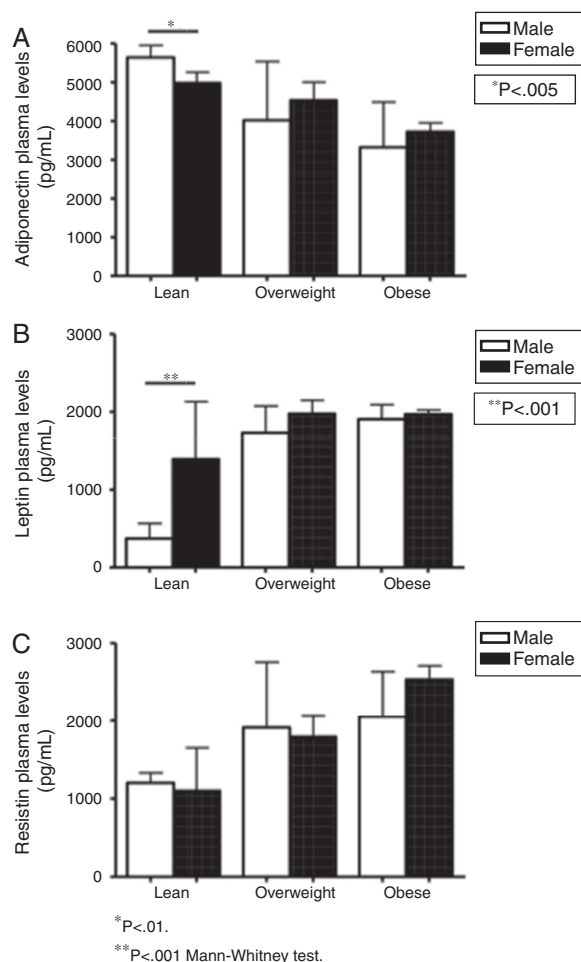 A
Adiponectin plasma levels
(pg/mL)
6000
5000
4000
3000
2000
1000
0
*
Lean
Overweight
Obese
Male
Female
*P<.005
B
Leptin plasma levels
(pg/mL)
3000
2000
1000
0
**
Lean
Overweight
Obese
Male
Female
**P<.001
C
Resistin plasma levels
(pg/mL)
3000
2000
1000
0
Lean
Overweight
Obese
Male
Female
*P<.01.
**P<.001 Mann-Whitney test.